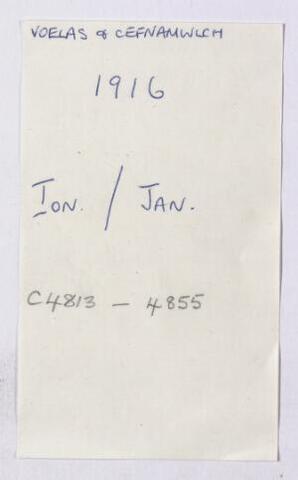 VOELAS & CEFNAMWLCH
1916
ION. / JAN.
C4813 — 4855